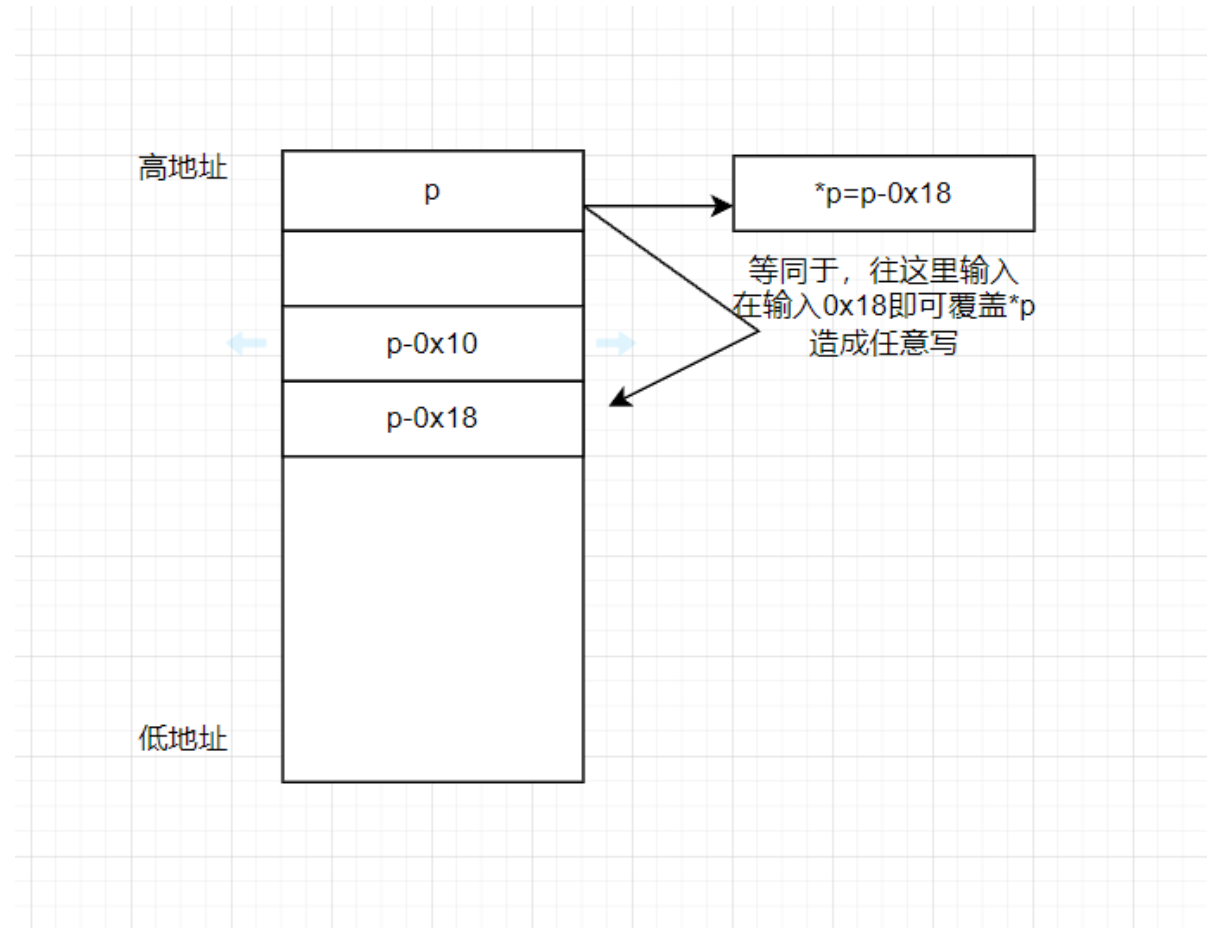 高地址
p
*p=p-0x18
等同于，往这里输入
在输入0x18即可覆盖*p
造成任意写
p-0x10
p-0x18
低地址